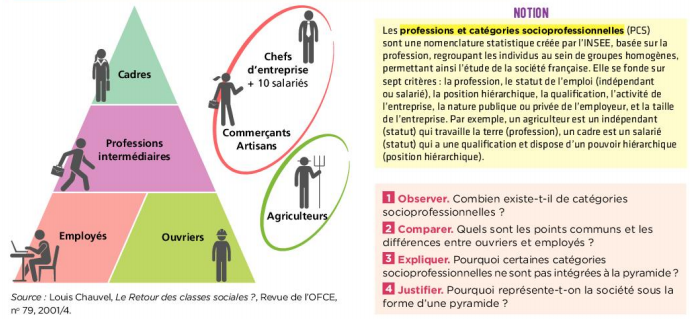 Cadres
Professions
intermédiaires
Employés
Ouvriers
Chefs
d'entreprise
+ 10 salariés
Commerçants
Artisans
Agriculteurs
Source : Louis Chauvel, Le Retour des classes sociales ?, Revue de l'OFCE,
nº 79, 2001/4.
NOTION
Les professions et catégories socioprofessionnelles (PCS)
sont une nomenclature statistique créée par l'INSEE, basée sur la
profession, regroupant les individus au sein de groupes homogènes,
permettant ainsi l'étude de la société française. Elle se fonde sur
sept critères : la profession, le statut de l'emploi (indépendant
ou salarié), la position hiérarchique, la qualification, l'activité de
l'entreprise, la nature publique ou privée de l'employeur, et la taille
de l'entreprise. Par exemple, un agriculteur est un indépendant
(statut) qui travaille la terre (profession), un cadre est un salarié
(statut) qui a une qualification et dispose d'un pouvoir hiérarchique
(position hiérarchique).
1 Observer. Combien existe-t-il de catégories
socioprofessionnelles ?
2 Comparer. Quels sont les points communs et les
différences entre ouvriers et employés ?
3 Expliquer. Pourquoi certaines catégories
socioprofessionnelles ne sont pas intégrées à la pyramide ?
4 Justifier. Pourquoi représente-t-on la société sous la
forme d'une pyramide ?